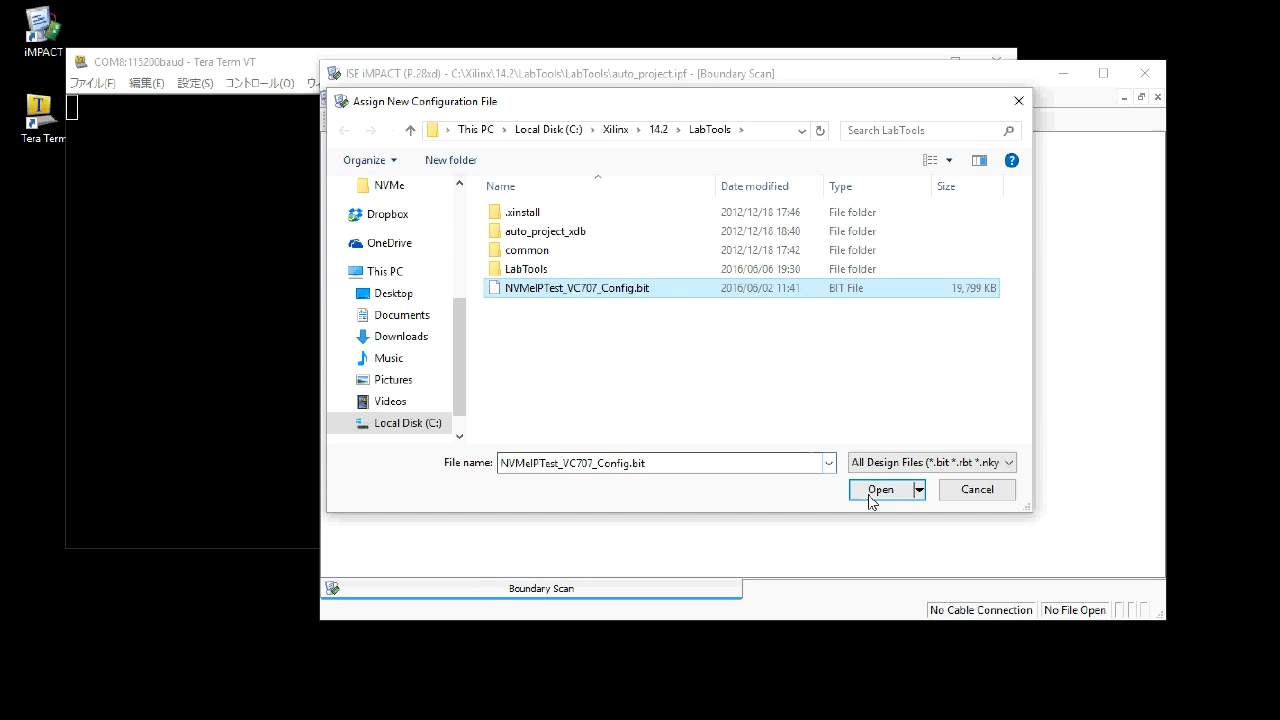 iMPACT
COM8:115200baud - Tera Term VT
ファイル(F) 編集(E) 設定(S) コントロール(O) ウィ
Tera Term
ISE iMPACT (P.28xd) - C:\Xilinx\14.2\LabTools\LabTools\auto_project.ipf - [Boundary Scan]
Assign New Configuration File
This PC > Local Disk (C:) > Xilinx > 14.2 > LabTools >
Search LabTools
Organize
New folder
Name Date modified Type Size
NVMe
Dropbox
OneDrive
This PC
Desktop
Documents
Downloads
Music
Pictures
Videos
Local Disk (C:)
.xinstall 2012/12/18 17:46 File folder
auto_project_xdb 2012/12/18 18:40 File folder
common 2012/12/18 17:42 File folder
LabTools 2016/06/06 19:30 File folder
NVMeIPTest_VC707_Config.bit 2016/06/02 11:41 BIT File 19,799 KB
File name: NVMeIPTest_VC707_Config.bit
All Design Files (*.bit *.rbt *.nky
Open
Cancel
Boundary Scan
No Cable Connection
No File Open